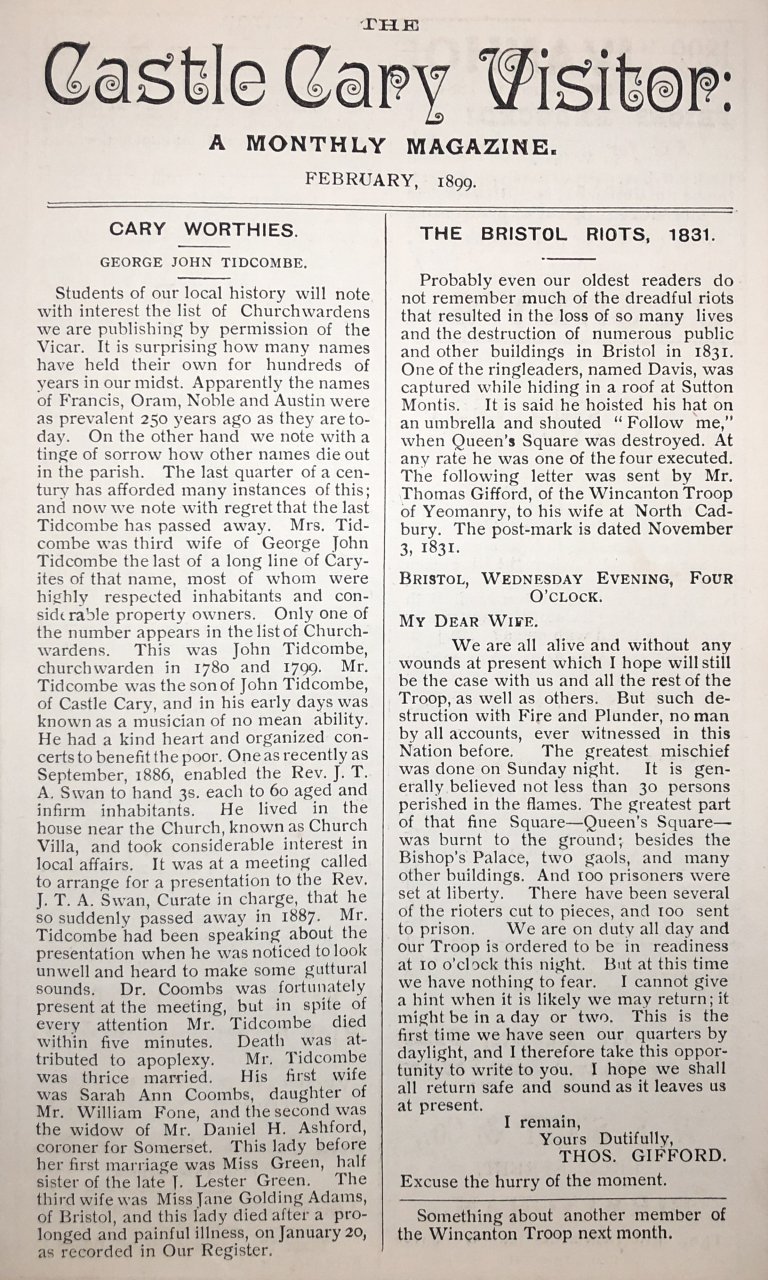 THE
Castle Cary Visitor:
A MONTHLY MAGAZINE.
FEBRUARY, 1899.
CARY WORTHIES.
GEORGE JOHN TIDCOMBE.
Students of our local history will note
with interest the list of Churchwardens
we are publishing by permission of the
Vicar. It is surprising how many names
have held their own for hundreds of
years in our midst. Apparently the names
of Francis, Oram, Noble and Austin were
as prevalent 250 years ago as they are to-
day. On the other hand we note with a
tinge of sorrow how other names die out
in the parish. The last quarter of a cen-
tury has afforded many instances of this;
and now we note with regret that the last
Tidcombe has passed away. Mrs. Tid-
combe was third wife of George John
Tidcombe the last of a long line of Cary-
ites of that name, most of whom were
highly respected inhabitants and con-
siderable property owners. Only one of
the number appears in the list of Church-
wardens. This was John Tidcombe,
churchwarden in 1780 and 1799. Mr.
Tidcombe was the son of John Tidcombe,
of Castle Cary, and in his early days was
known as a musician of no mean ability.
He had a kind heart and organized con-
certs to benefit the poor. One as recently as
September, 1886, enabled the Rev. J. T.
A. Swan to hand 3s. each to 60 aged and
infirm inhabitants. He lived in the
house near the Church, known as Church
Villa, and took considerable interest in
local affairs. It was at a meeting called
to arrange for a presentation to the Rev.
J. T. A. Swan, Curate in charge, that he
so suddenly passed away in 1887. Mr.
Tidcombe had been speaking about the
presentation when he was noticed to look
unwell and heard to make some guttural
sounds. Dr. Coombs was fortunately
present at the meeting, but in spite of
every attention Mr. Tidcombe died
within five minutes. Death was at-
tributed to apoplexy. Mr. Tidcombe
was thrice married. His first wife
was Sarah Ann Coombs, daughter of
Mr. William Fone, and the second was
the widow of Mr. Daniel H. Ashford,
coroner for Somerset. This lady before
her first marriage was Miss Green, half
sister of the late J. Lester Green. The
third wife was Miss Jane Golding Adams,
of Bristol, and this lady died after a pro-
longed and painful illness, on January 20,
as recorded in Our Register.
THE BRISTOL RIOTS, 1831.
Probably even our oldest readers do
not remember much of the dreadful riots
that resulted in the loss of so many lives
and the destruction of numerous public
and other buildings in Bristol in 1831.
One of the ringleaders, named Davis, was
captured while hiding in a roof at Sutton
Montis. It is said he hoisted his hat on
an umbrella and shouted "Follow me,"
when Queen's Square was destroyed. At
any rate he was one of the four executed.
The following letter was sent by Mr.
Thomas Gifford, of the Wincanton Troop
of Yeomanry, to his wife at North Cad-
bury. The post-mark is dated November
3, 1831.
BRISTOL, WEDNESDAY EVENING, FOUR
O'CLOCK.
MY DEAR WIFE.
We are all alive and without any
wounds at present which I hope will still
be the case with us and all the rest of the
Troop, as well as others. But such de-
struction with Fire and Plunder, no man
by all accounts, ever witnessed in this
Nation before. The greatest mischief
was done on Sunday night. It is gen-
erally believed not less than 30 persons
perished in the flames. The greatest part
of that fine Square—Queen's Square—
was burnt to the ground; besides the
Bishop's Palace, two gaols, and many
other buildings. And 100 prisoners were
set at liberty. There have been several
of the rioters cut to pieces, and 100 sent
to prison. We are on duty all day and
our Troop is ordered to be in readiness
at 10 o'clock this night. But at this time
we have nothing to fear. I cannot give
a hint when it is likely we may return; it
might be in a day or two. This is the
first time we have seen our quarters by
daylight, and I therefore take this oppor-
tunity to write to you. I hope we shall
all return safe and sound as it leaves us
at present.
I remain,
Yours Dutifully,
THOS. GIFFORD.
Excuse the hurry of the moment.
Something about another member of
the Wincanton Troop next month.